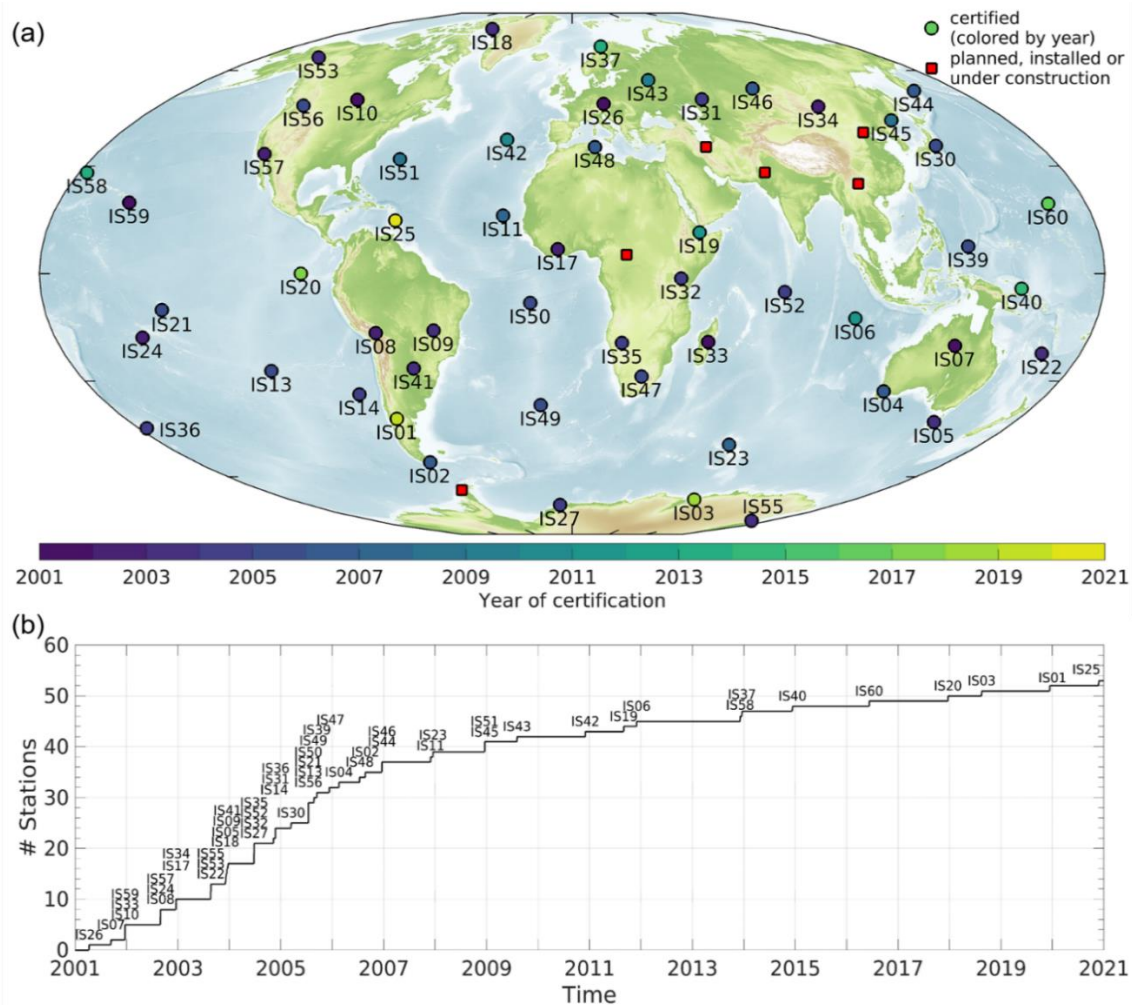 (a)
certified
(colored by year)
planned, installed or
under construction
IS18
IS37
IS53
IS43
IS46
IS44
IS56
IS10
IS26
IS31
IS34
IS45
IS42
IS48
IS30
IS57
IS51
IS58
IS59
IS60
IS25
IS11
IS19
IS17
IS39
IS20
IS32
IS52
IS40
IS21
IS50
IS06
IS24
IS08
IS09
IS35
IS33
IS07
IS22
IS13
IS41
IS47
IS14
IS49
IS04
IS36
IS01
IS05
IS23
IS02
IS27
IS03
IS55
2001 2003 2005 2007 2009 2011 2013 2015 2017 2019 2021
Year of certification
(b)
60
50
40
30
20
10
0
# Stations
IS26
IS07
IS59
IS33
IS10
IS57
IS24
IS08
IS34
IS17
IS55
IS53
IS22
IS41
IS09
IS05
IS18
IS35
IS52
IS32
IS27
IS36
IS31
IS14
IS30
IS47
IS39
IS49
IS50
IS21
IS13
IS56
IS04
IS02
IS48
IS46
IS44
IS23
IS11
IS51
IS45
IS43
IS42
IS19
IS06
IS37
IS58
IS40
IS60
IS20
IS03
IS01
IS25
2001 2003 2005 2007 2009 2011 2013 2015 2017 2019 2021
Time